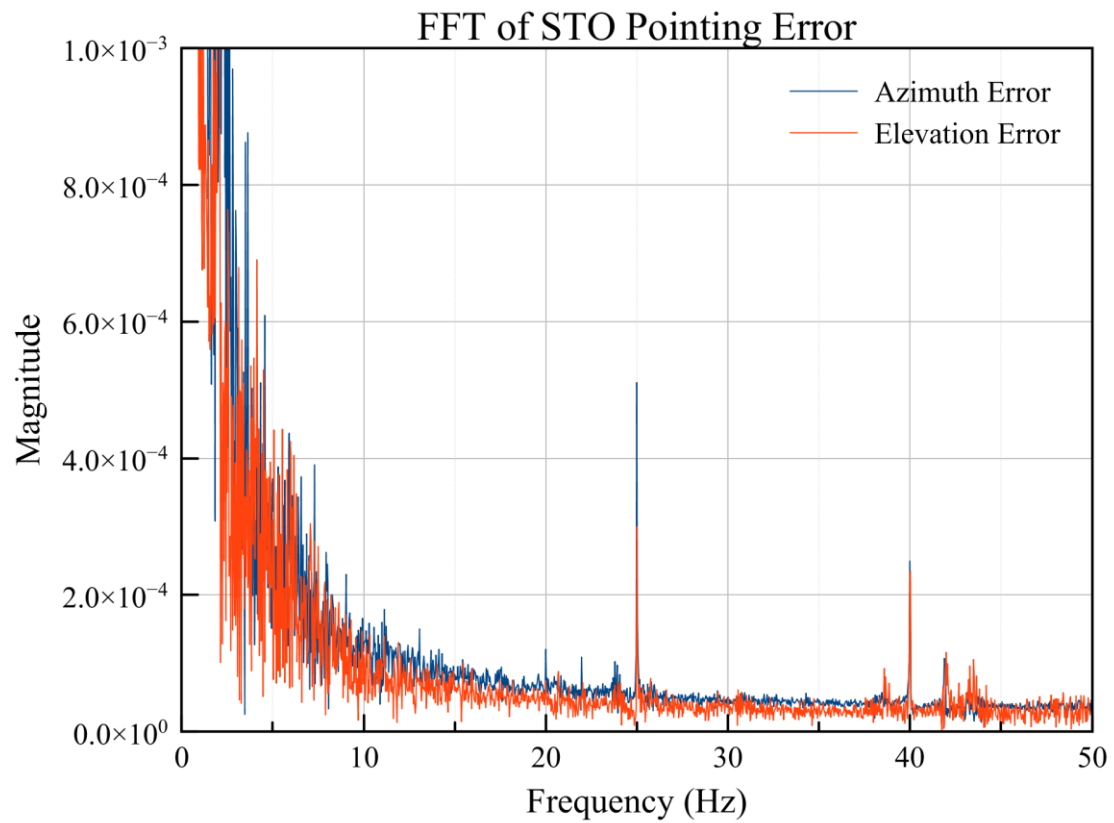 FFT of STO Pointing Error
1.0×10⁻³
8.0×10⁻⁴
6.0×10⁻⁴
4.0×10⁻⁴
2.0×10⁻⁴
0.0×10⁰
Magnitude
Azimuth Error
Elevation Error
0 10 20 30 40 50
Frequency (Hz)